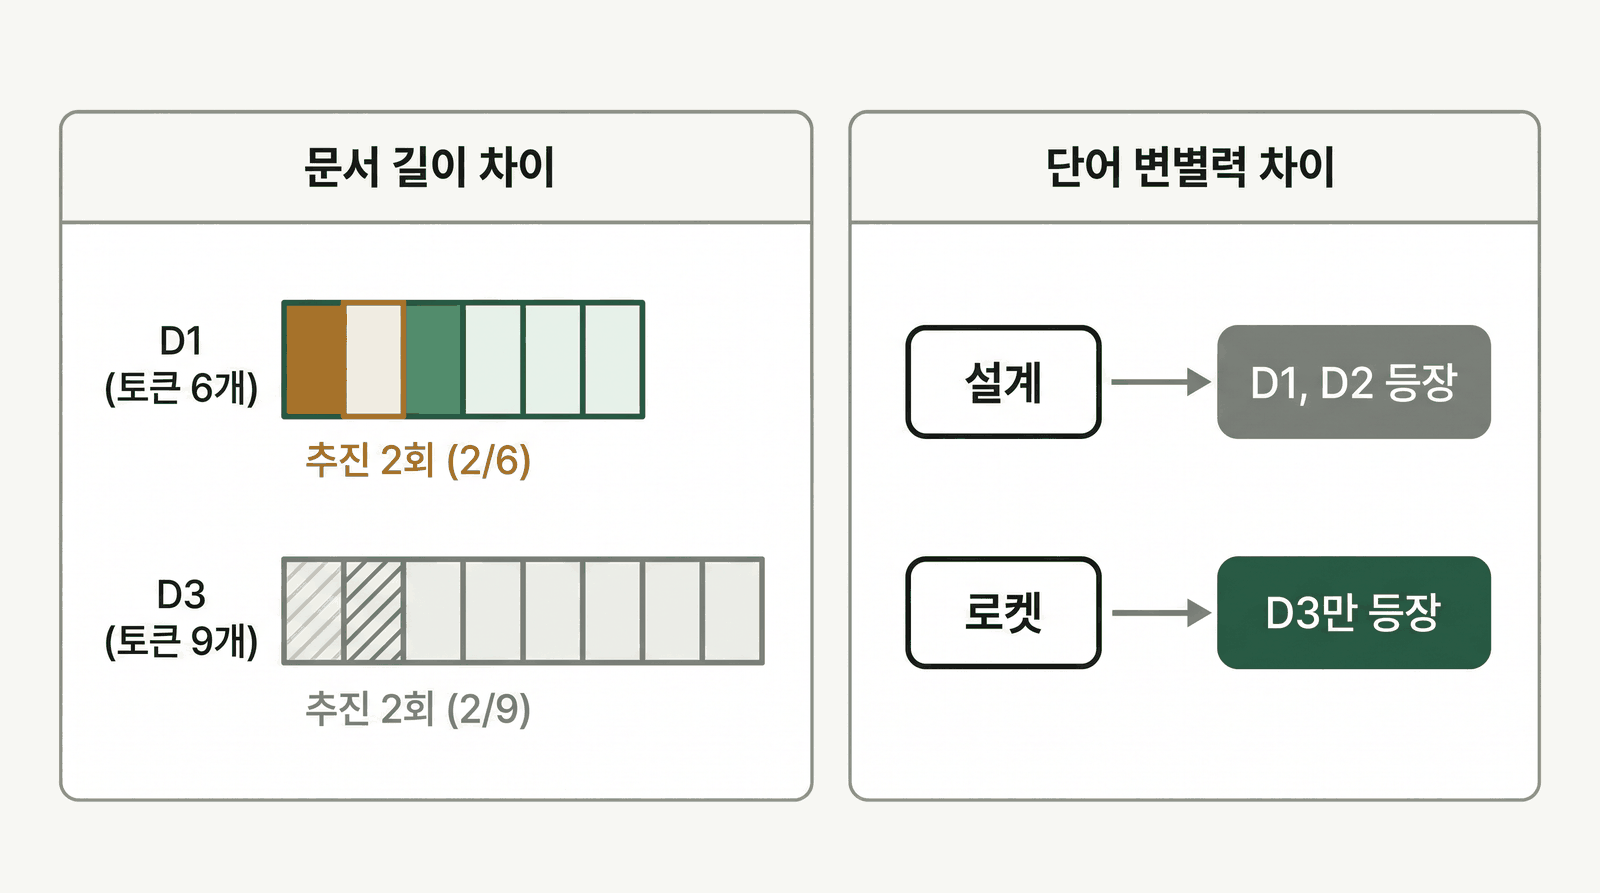 문서 길이 차이
D1
(토큰 6개)
추진 2회 (2/6)
D3
(토큰 9개)
추진 2회 (2/9)
단어 변별력 차이
설계
D1, D2 등장
로켓
D3만 등장